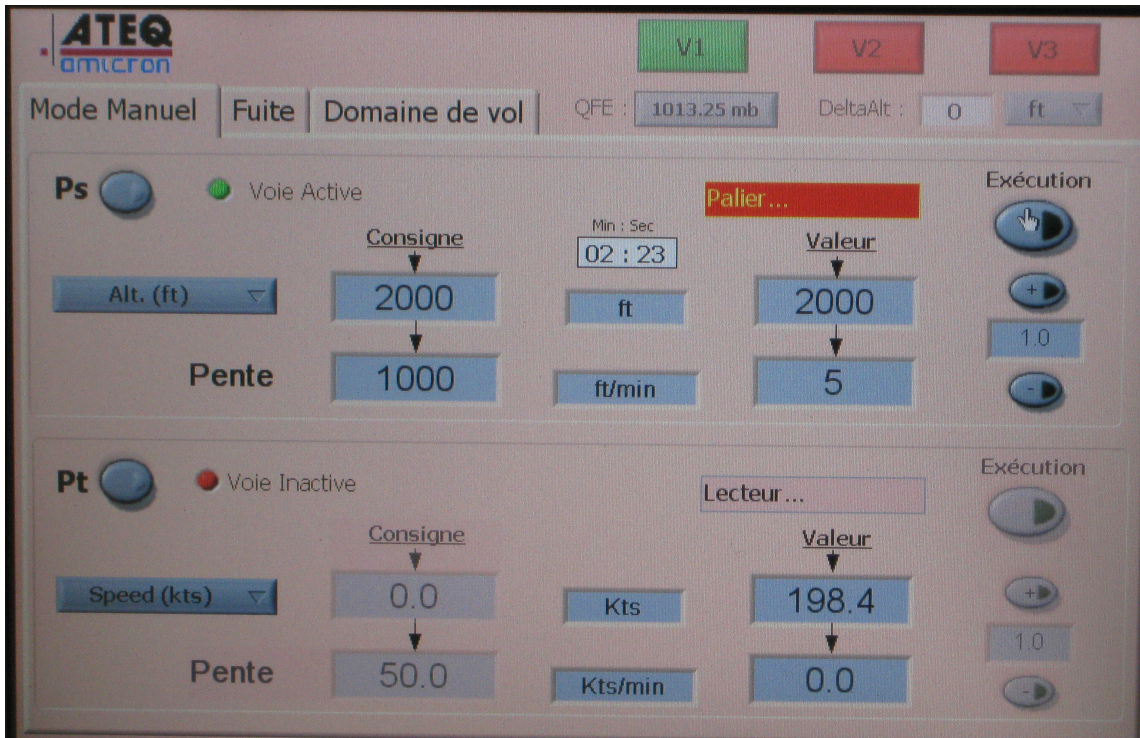 ATEQ
omicron
V1 V2 V3
Mode Manuel Fuite Domaine de vol QFE : 1013.25 mb DeltaAlt : 0 ft
Ps Voie Active Palier... Exécution
Consigne Min : Sec Valeur
02 : 23
+
Alt. (ft) 2000 ft 2000
1.0
Pente 1000 ft/min 5
-
Pt Voie Inactive Lecteur... Exécution
Consigne Valeur
+
Speed (kts) 0.0 Kts 198.4
1.0
Pente 50.0 Kts/min 0.0
-